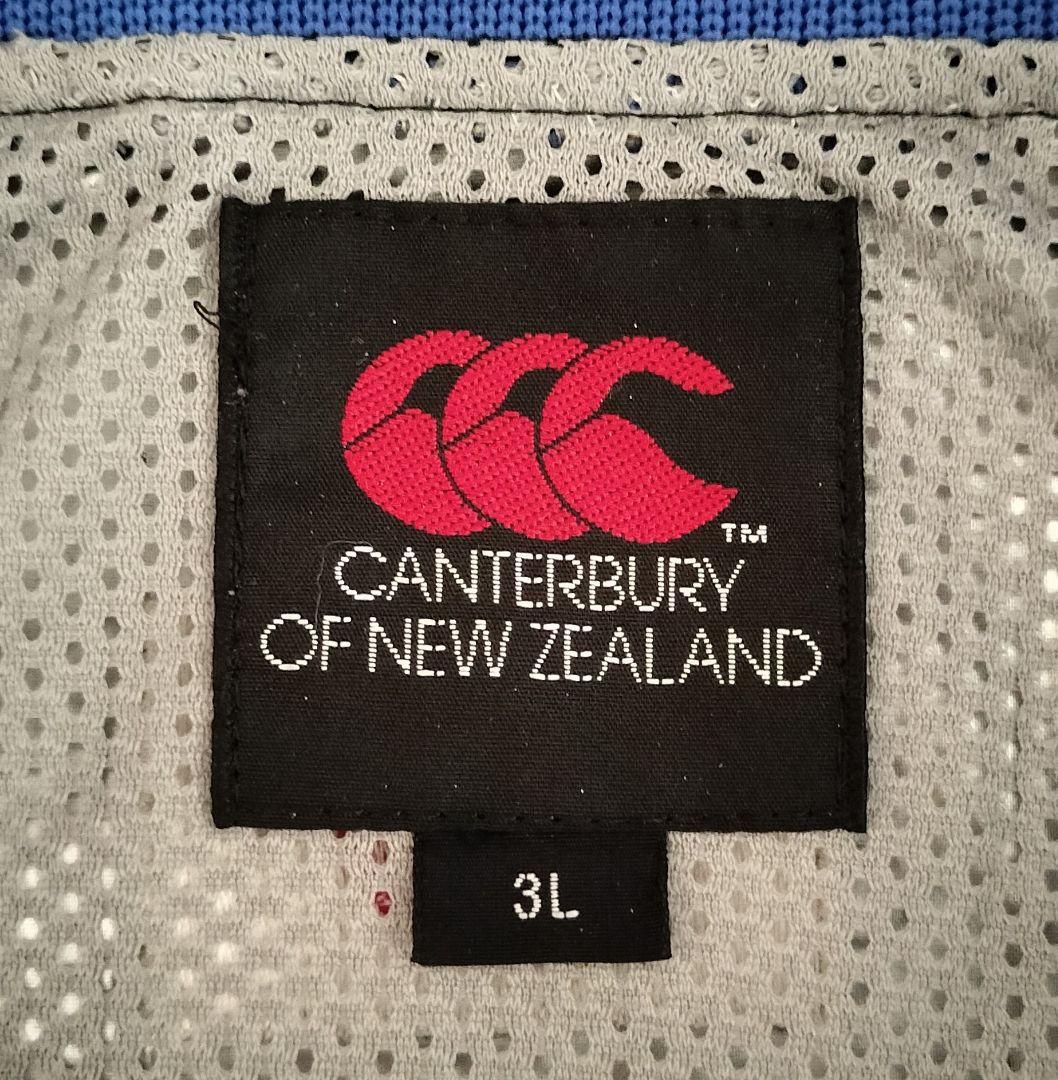 TM
CANTERBURY
OF NEW ZEALAND
3L